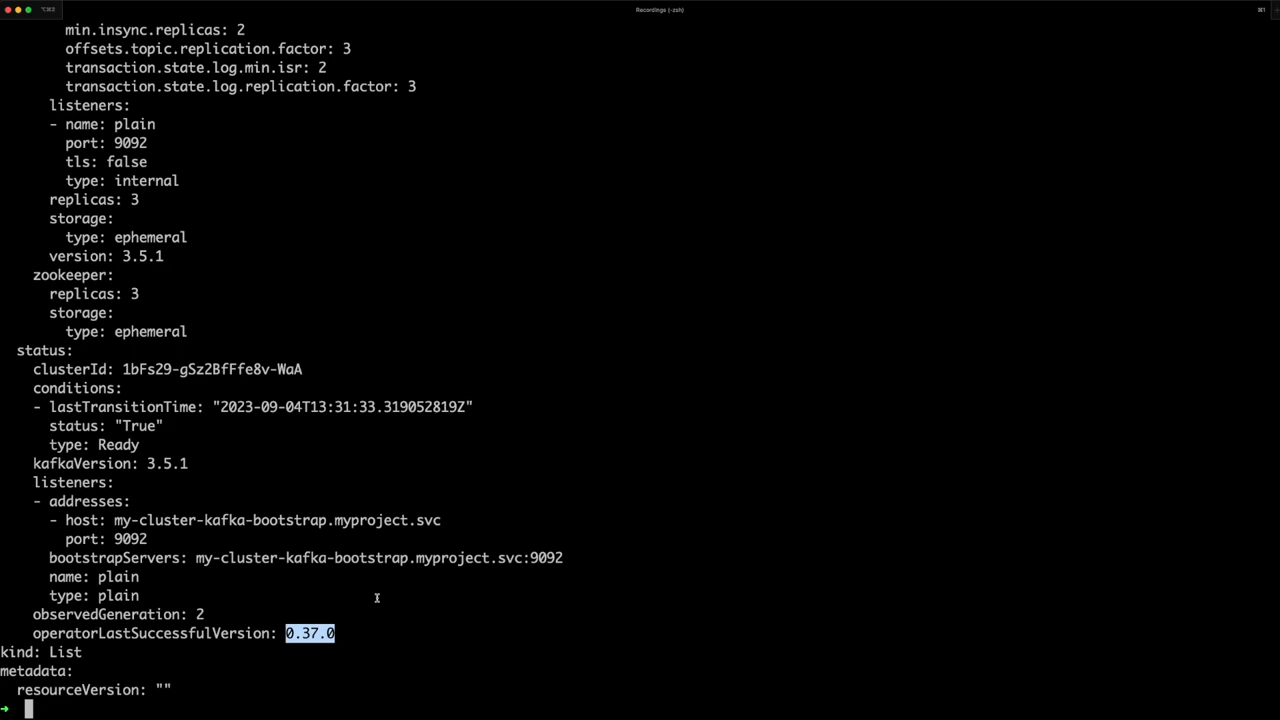 Recordings (-zsh)
min.insync.replicas: 2
offsets.topic.replication.factor: 3
transaction.state.log.min.isr: 2
transaction.state.log.replication.factor: 3
listeners:
- name: plain
port: 9092
tls: false
type: internal
replicas: 3
storage:
type: ephemeral
version: 3.5.1
zookeeper:
replicas: 3
storage:
type: ephemeral
status:
clusterId: 1bFs29-gSz2BfFfe8v-WaA
conditions:
- lastTransitionTime: "2023-09-04T13:31:33.319052819Z"
status: "True"
type: Ready
kafkaVersion: 3.5.1
listeners:
- addresses:
- host: my-cluster-kafka-bootstrap.myproject.svc
port: 9092
bootstrapServers: my-cluster-kafka-bootstrap.myproject.svc:9092
name: plain
type: plain
observedGeneration: 2
operatorLastSuccessfulVersion: 0.37.0
kind: List
metadata:
resourceVersion: ""
➜